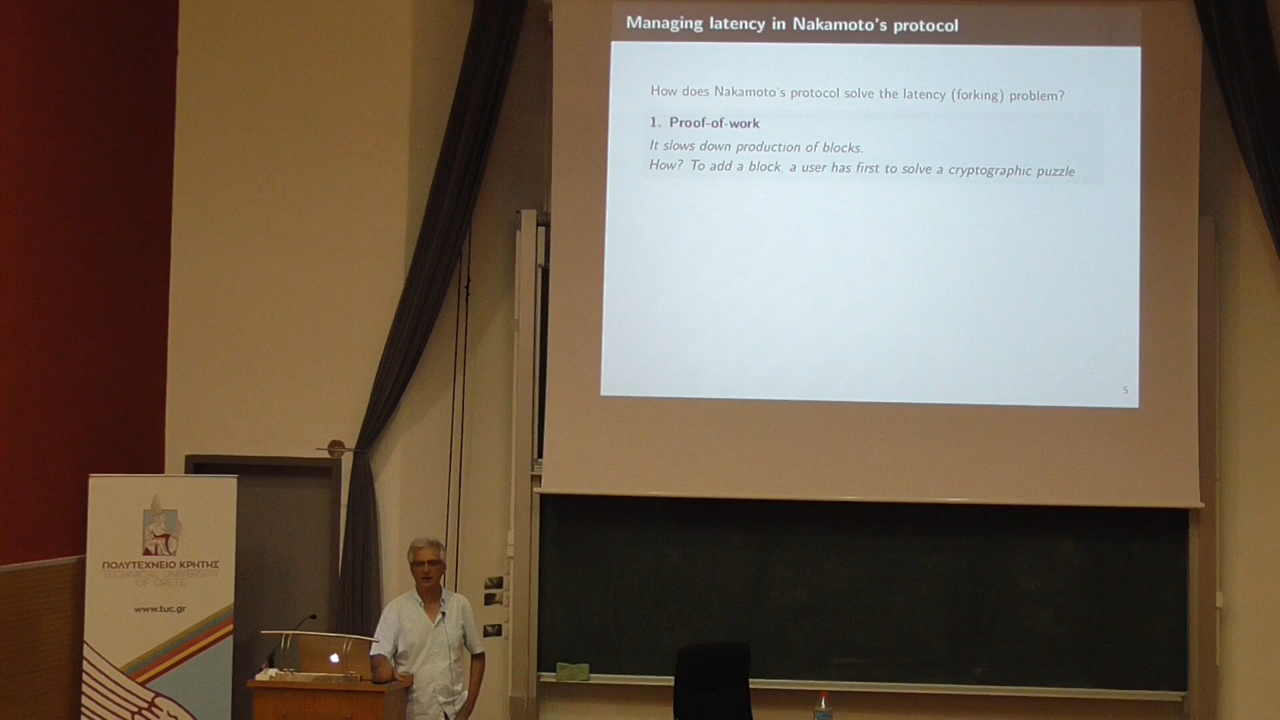 Managing latency in Nakamoto's protocol
How does Nakamoto's protocol solve the latency (forking) problem?
1. Proof-of-work
It slows down production of blocks.
How? To add a block, a user has first to solve a cryptographic puzzle
5
ΠΟΛΥΤΕΧΝΕΙΟ ΚΡΗΤΗΣ
TECHNICAL UNIVERSITY
OF CRETE
www.tuc.gr